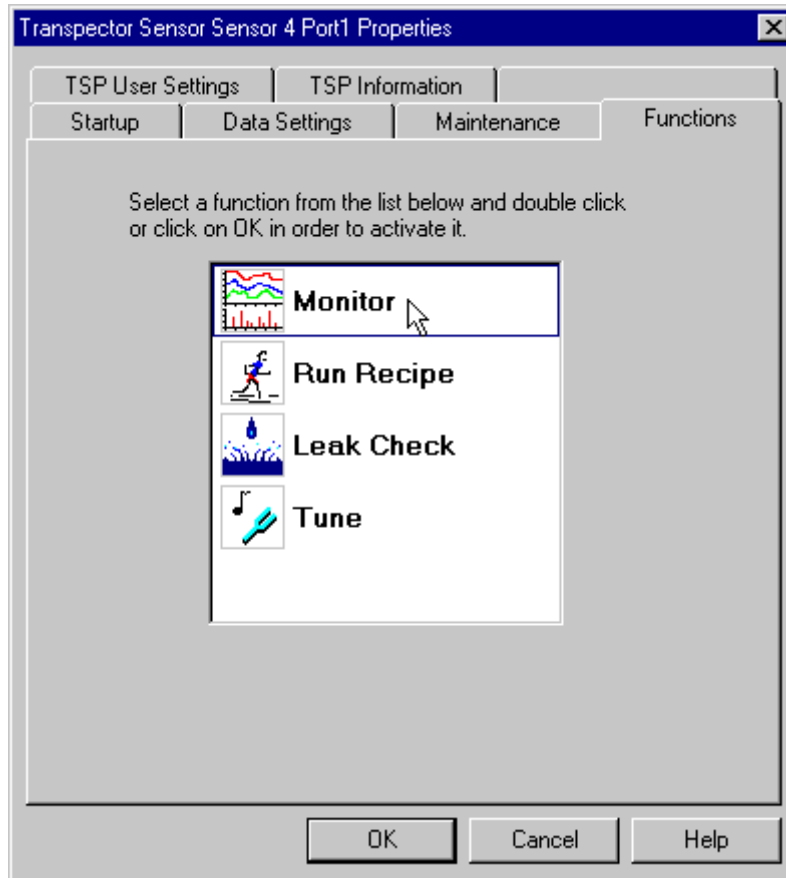 Transpector Sensor Sensor 4 Port1 Properties
TSP User Settings
TSP Information
Startup
Data Settings
Maintenance
Functions
Select a function from the list below and double click
or click on OK in order to activate it.
Monitor
Run Recipe
Leak Check
Tune
OK
Cancel
Help